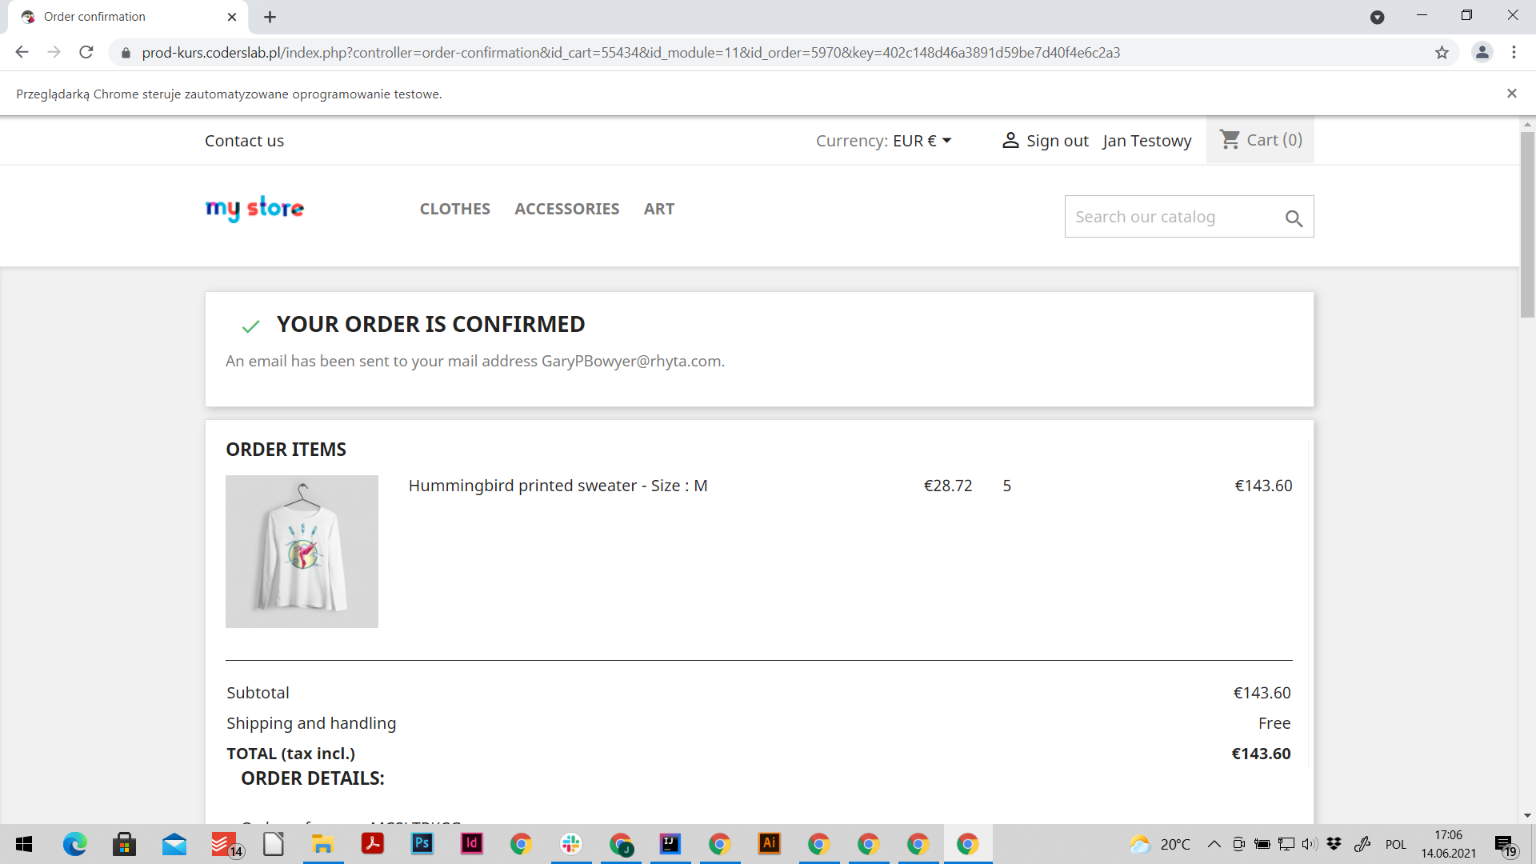 Order confirmation
prod-kurs.coderslab.pl/index.php?controller=order-confirmation&id_cart=55434&id_module=11&id_order=5970&key=402c148d46a3891d59be7d40f4e6c2a3
Przeglądarką Chrome steruje zautomatyzowane oprogramowanie testowe.
Contact us
Currency: EUR €
Sign out
Jan Testowy
Cart (0)
my store
CLOTHES
ACCESSORIES
ART
Search our catalog
YOUR ORDER IS CONFIRMED
An email has been sent to your mail address GaryPBowyer@rhyta.com.
ORDER ITEMS
Hummingbird printed sweater - Size : M €28.72 5 €143.60
Subtotal €143.60
Shipping and handling Free
TOTAL (tax incl.) €143.60
ORDER DETAILS:
14
Ps
Id
J
IJ
Ai
20°C
POL
17:06
14.06.2021
19